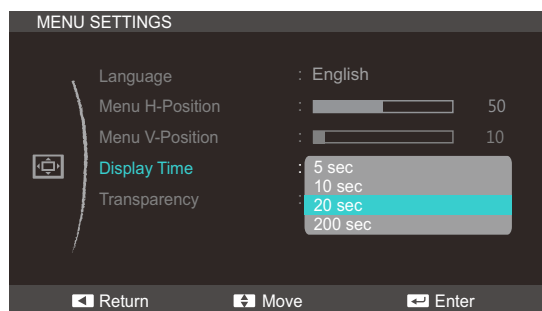 MENU SETTINGS
Language : English
Menu H-Position : 50
Menu V-Position : 10
Display Time : 5 sec
10 sec
20 sec
Transparency :
200 sec
Return Move Enter